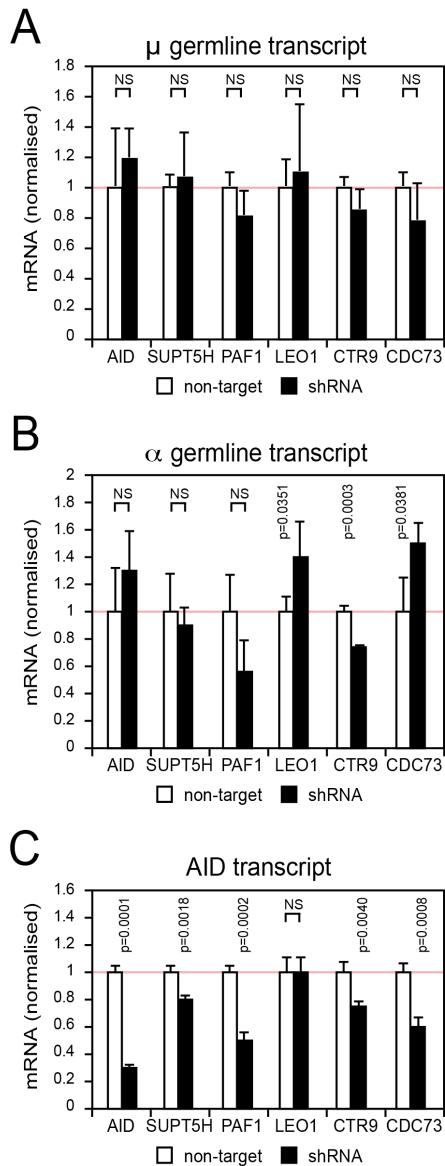 A
μ germline transcript
mRNA (normalised)
1.8
1.6
1.4
1.2
1
0.8
0.6
0.4
0.2
0
NS NS NS NS NS NS
AID SUPT5H PAF1 LEO1 CTR9 CDC73
non-target shRNA
B
α germline transcript
mRNA (normalised)
2
1.8
1.6
1.4
1.2
1
0.8
0.6
0.4
0.2
0
NS NS NS p=0.0351 p=0.0003 p=0.0381
AID SUPT5H PAF1 LEO1 CTR9 CDC73
non-target shRNA
C
AID transcript
mRNA (normalised)
1.6
1.4
1.2
1
0.8
0.6
0.4
0.2
0
p=0.0001 p=0.0018 p=0.0002 NS p=0.0040 p=0.0008
AID SUPT5H PAF1 LEO1 CTR9 CDC73
non-target shRNA